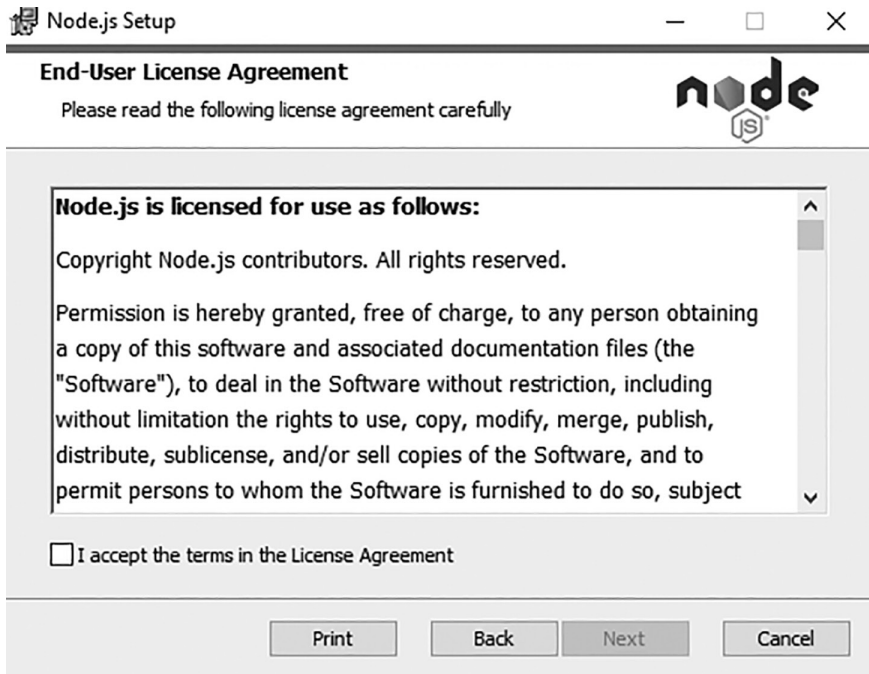 Node.js Setup
End-User License Agreement
Please read the following license agreement carefully
node
JS
Node.js is licensed for use as follows:
Copyright Node.js contributors. All rights reserved.
Permission is hereby granted, free of charge, to any person obtaining
a copy of this software and associated documentation files (the
"Software"), to deal in the Software without restriction, including
without limitation the rights to use, copy, modify, merge, publish,
distribute, sublicense, and/or sell copies of the Software, and to
permit persons to whom the Software is furnished to do so, subject
I accept the terms in the License Agreement
Print Back Next Cancel